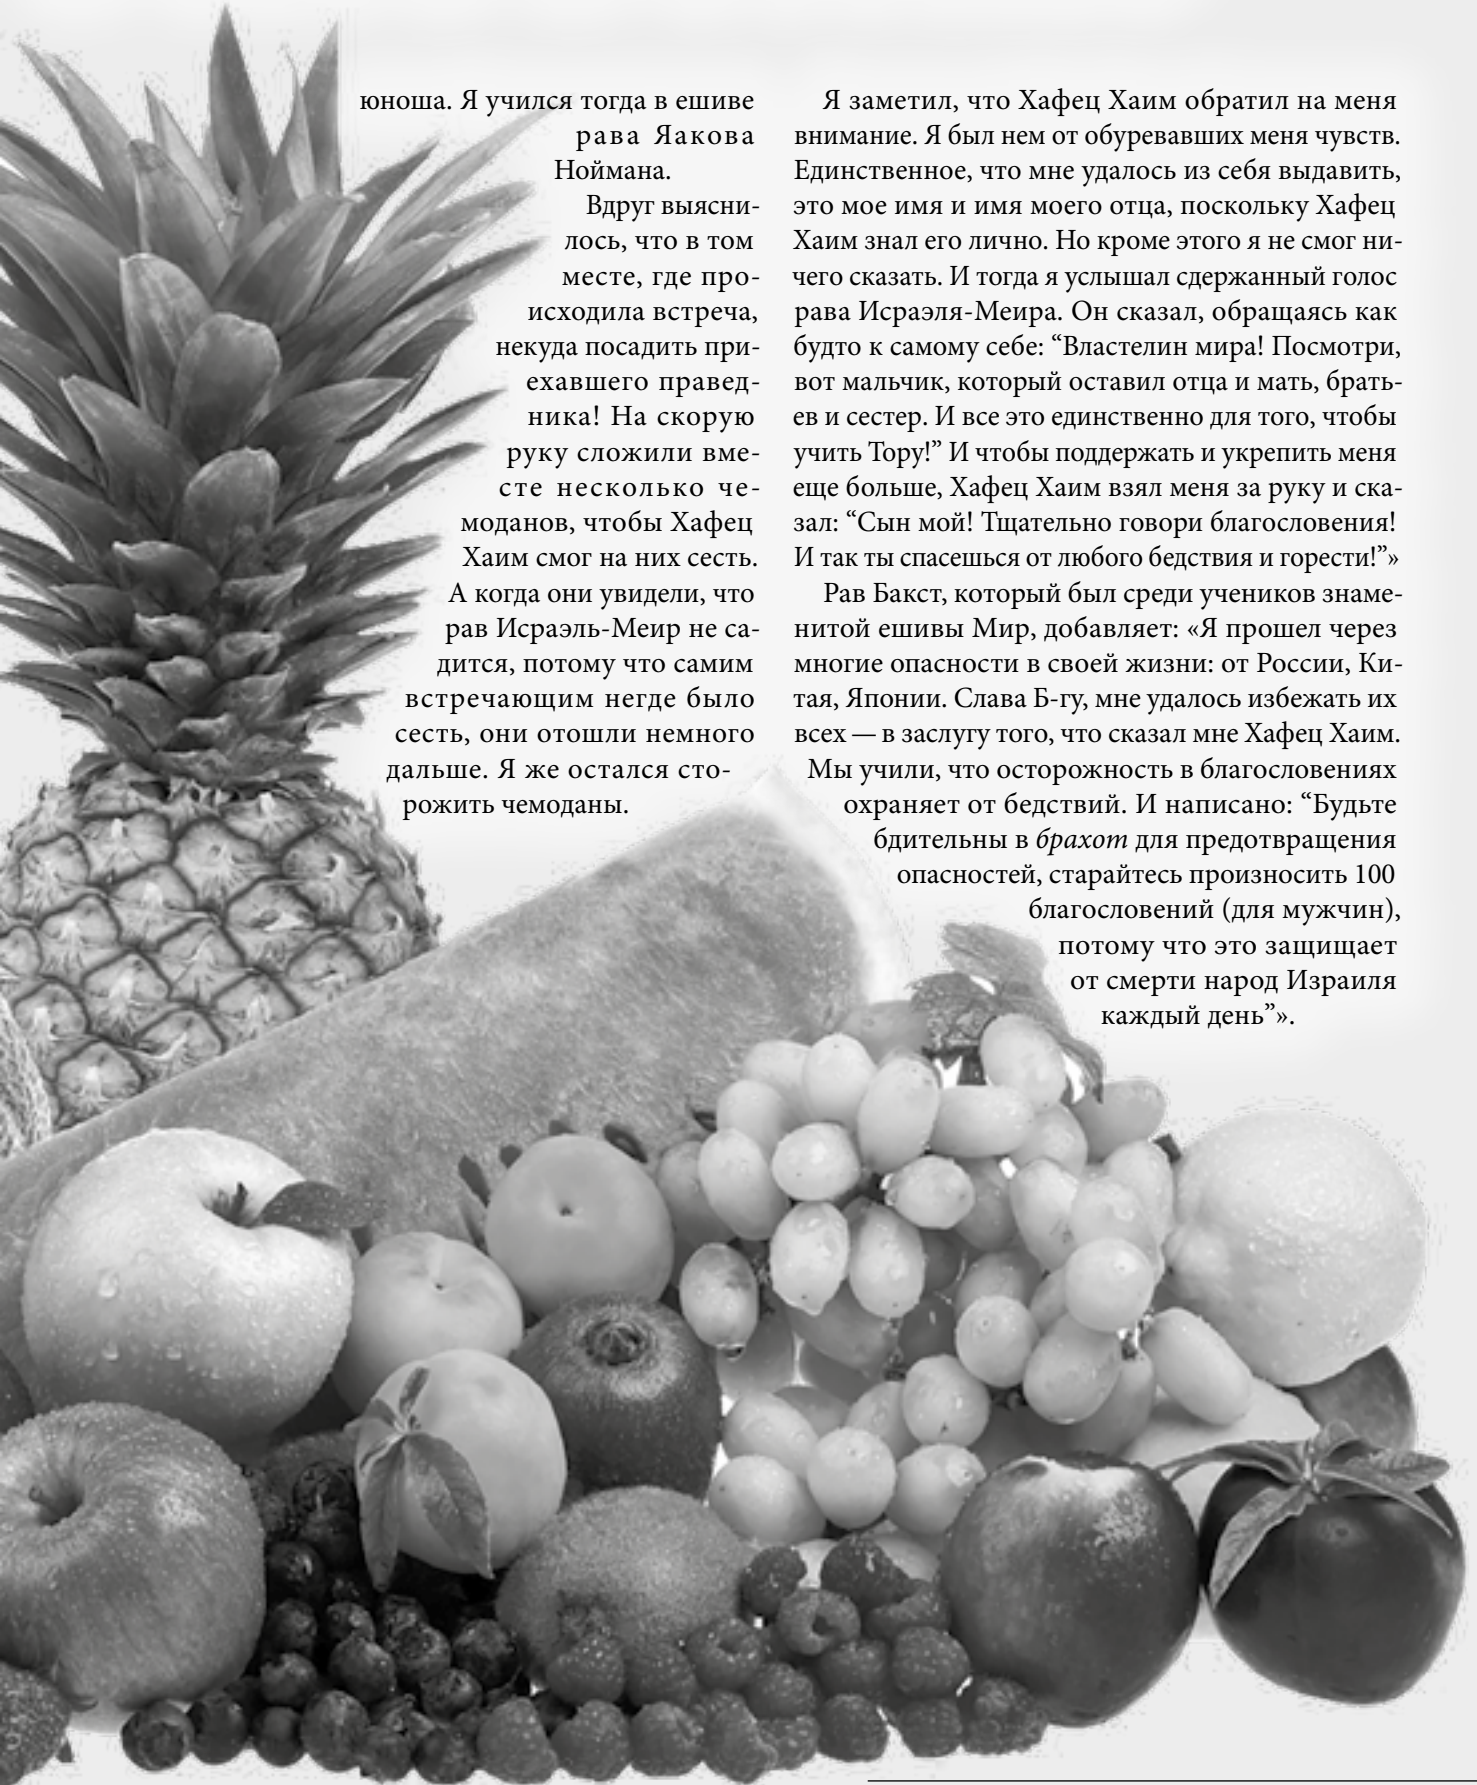 юноша. Я учился тогда в ешиве
рава Яакова
Ноймана.
Вдруг выясни-
лось, что в том
месте, где про-
исходила встреча,
некуда посадить при-
ехавшего правед-
ника! На скорую
руку сложили вме-
сте несколько че-
моданов, чтобы Хафец
Хаим смог на них сесть.
А когда они увидели, что
рав Исраэль-Меир не са-
дится, потому что самим
встречающим негде было
сесть, они отошли немного
дальше. Я же остался сто-
рожить чемоданы.
Я заметил, что Хафец Хаим обратил на меня
внимание. Я был нем от обуревавших меня чувств.
Единственное, что мне удалось из себя выдавить,
это мое имя и имя моего отца, поскольку Хафец
Хаим знал его лично. Но кроме этого я не смог ни-
чего сказать. И тогда я услышал сдержанный голос
рава Исраэля-Меира. Он сказал, обращаясь как
будто к самому себе: “Властелин мира! Посмотри,
вот мальчик, который оставил отца и мать, брать-
ев и сестер. И все это единственно для того, чтобы
учить Тору!” И чтобы поддержать и укрепить меня
еще больше, Хафец Хаим взял меня за руку и ска-
зал: “Сын мой! Тщательно говори благословения!
И так ты спасешься от любого бедствия и горести!”»
Рав Бакст, который был среди учеников знаме-
нитой ешивы Мир, добавляет: «Я прошел через
многие опасности в своей жизни: от России, Ки-
тая, Японии. Слава Б-гу, мне удалось избежать их
всех — в заслугу того, что сказал мне Хафец Хаим.
Мы учили, что осторожность в благословениях
охраняет от бедствий. И написано: “Будьте
бдительны в брахот для предотвращения
опасностей, старайтесь произносить 100
благословений (для мужчин),
потому что это защищает
от смерти народ Израиля
каждый день”».